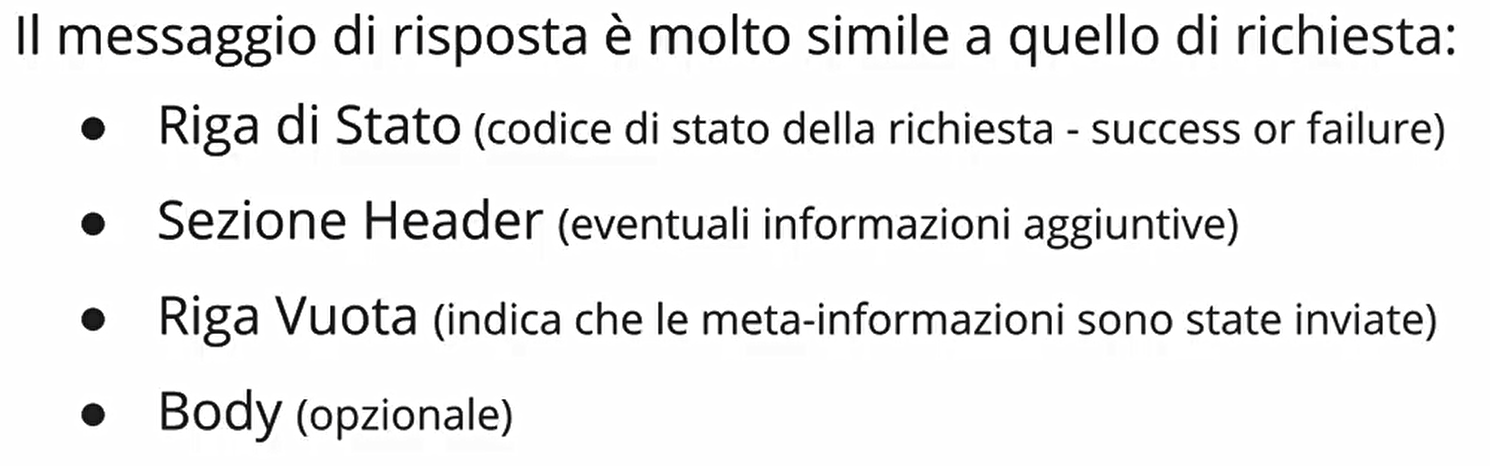 Il messaggio di risposta è molto simile a quello di richiesta:
● Riga di Stato (codice di stato della richiesta - success or failure)
● Sezione Header (eventuali informazioni aggiuntive)
● Riga Vuota (indica che le meta-informazioni sono state inviate)
● Body (opzionale)